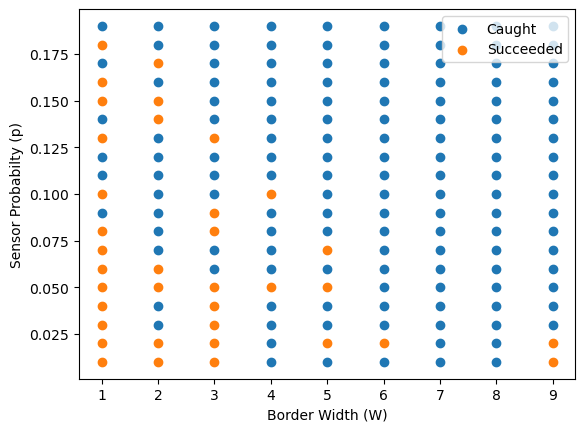 Caught
Succeeded
0.175
0.150
0.125
0.100
0.075
0.050
0.025
Sensor Probabilty (p)
1 2 3 4 5 6 7 8 9
Border Width (W)